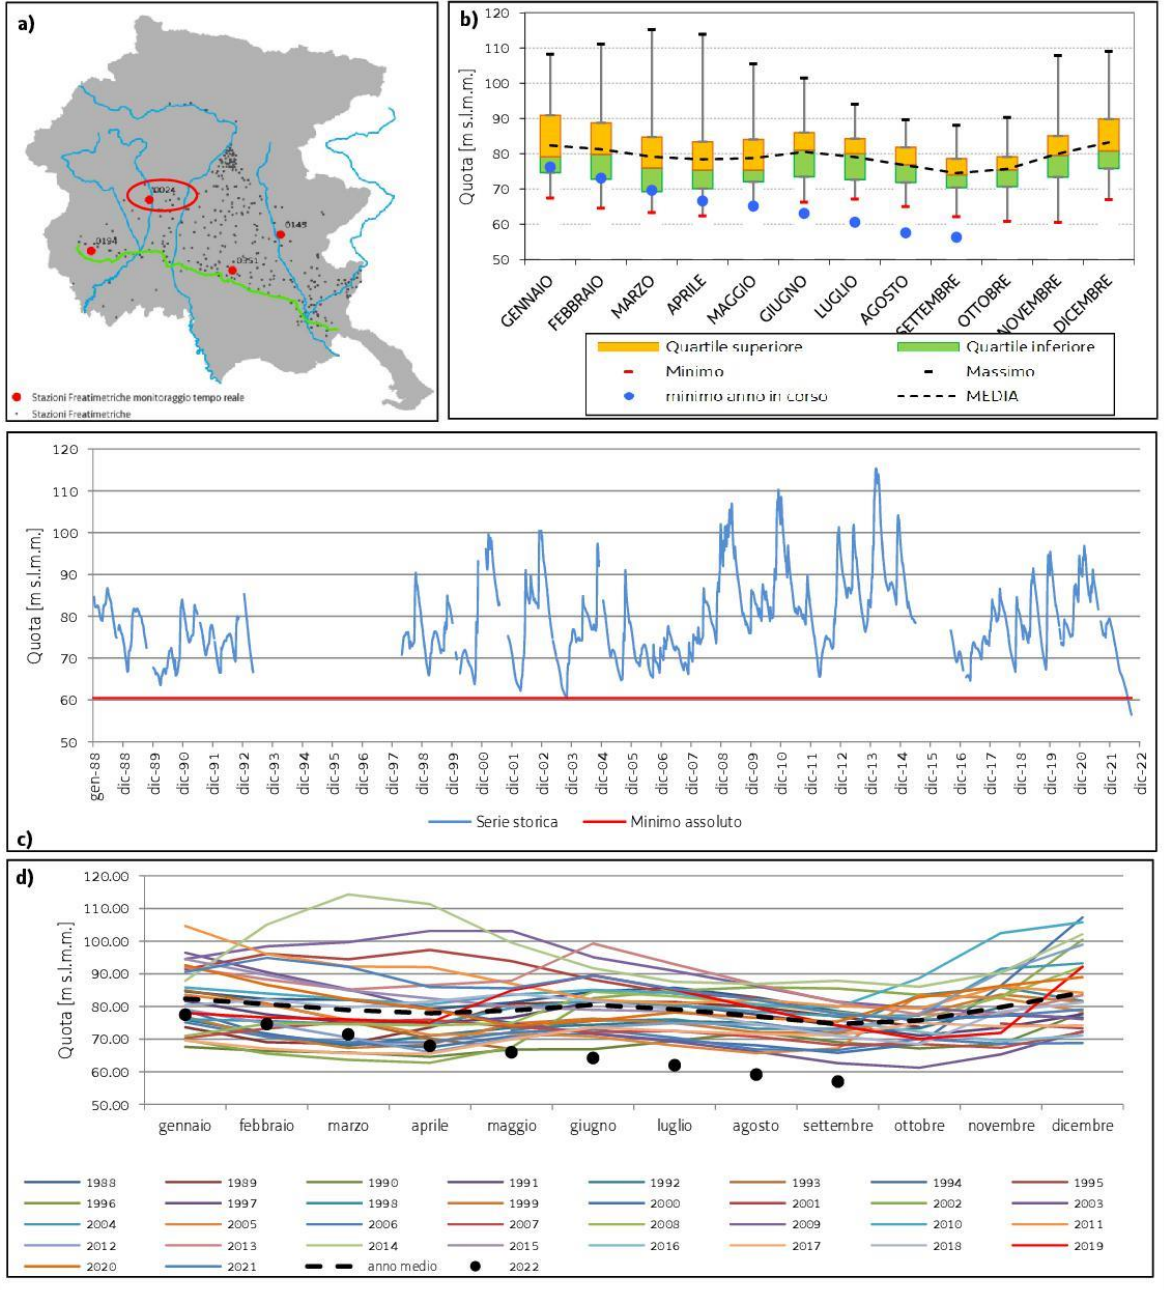 a)
0024
0194
0143
0351
Stazioni Freatimetriche monitoraggio tempo reale
Stazioni Freatimetriche
b)
Quota [m s.l.m.m.]
120
110
100
90
80
70
60
50
GENNAIO
FEBBRAIO
MARZO
APRILE
MAGGIO
GIUGNO
LUGLIO
AGOSTO
SETTEMBRE
OTTOBRE
NOVEMBRE
DICEMBRE
Quartile superiore
Quartile inferiore
Minimo
Massimo
minimo anno in corso
MEDIA
Quota [m s.l.m.m.]
120
110
100
90
80
70
60
50
gen-88
dic-88
dic-89
dic-90
dic-91
dic-92
dic-93
dic-94
dic-95
dic-96
dic-97
dic-98
dic-99
dic-00
dic-01
dic-02
dic-03
dic-04
dic-05
dic-06
dic-07
dic-08
dic-09
dic-10
dic-11
dic-12
dic-13
dic-14
dic-15
dic-16
dic-17
dic-18
dic-19
dic-20
dic-21
dic-22
Serie storica
Minimo assoluto
c)
d)
Quota [m s.l.m.m.]
120.00
110.00
100.00
90.00
80.00
70.00
60.00
50.00
gennaio febbraio marzo aprile maggio giugno luglio agosto settembre ottobre novembre dicembre
1988 1989 1990 1991 1992 1993 1994 1995
1996 1997 1998 1999 2000 2001 2002 2003
2004 2005 2006 2007 2008 2009 2010 2011
2012 2013 2014 2015 2016 2017 2018 2019
2020 2021 anno medio 2022